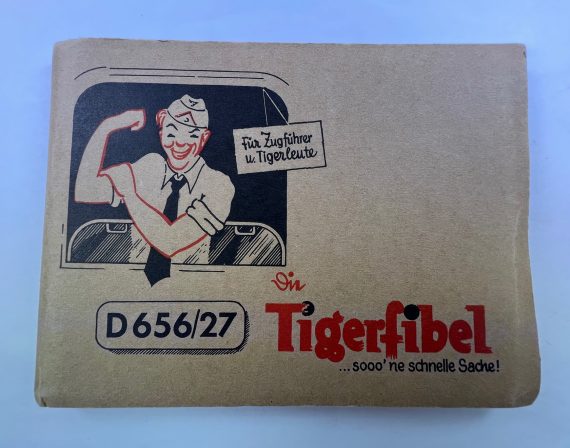 Für Zugführer
u. Tigerleute
Die
D 656/27
Tigerfibel
...sooo' ne schnelle Sache!